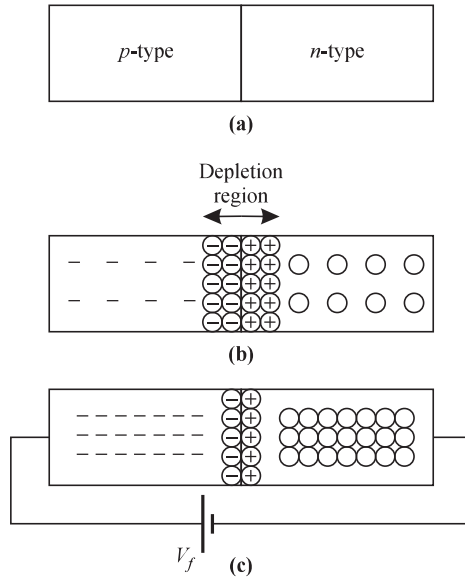 p-type n-type
(a)
Depletion
region
(b)
V_f
(c)